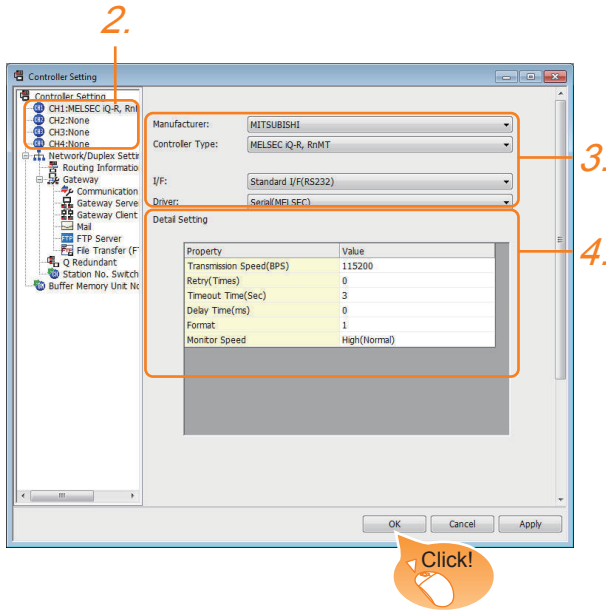 2.
Controller Setting
Controller Setting
CH1:MELSEC iQ-R, Rn
CH2:None
CH3:None
CH4:None
Network/Duplex Settin
Routing Informatio
Gateway
Communication
Gateway Serve
Gateway Client
Mail
FTP FTP Server
File Transfer (F
Q Redundant
Station No. Switch
Buffer Memory Unit No
Manufacturer: MITSUBISHI
Controller Type: MELSEC iQ-R, RnMT
I/F: Standard I/F(RS232)
Driver: Serial(MELSEC)
3.
Detail Setting
4.
Property Value
Transmission Speed(BPS) 115200
Retry(Times) 0
Timeout Time(Sec) 3
Delay Time(ms) 0
Format 1
Monitor Speed High(Normal)
OK Cancel Apply
Click!